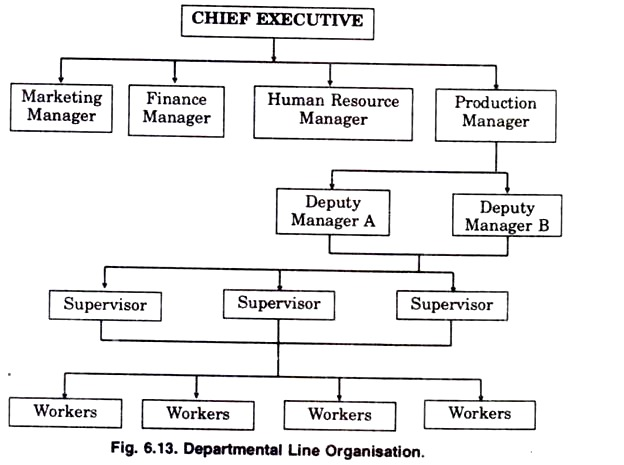 CHIEF EXECUTIVE
Marketing
Manager
Finance
Manager
Human Resource
Manager
Production
Manager
Deputy
Manager A
Deputy
Manager B
Supervisor
Supervisor
Supervisor
Workers
Workers
Workers
Workers
Fig. 6.13. Departmental Line Organisation.